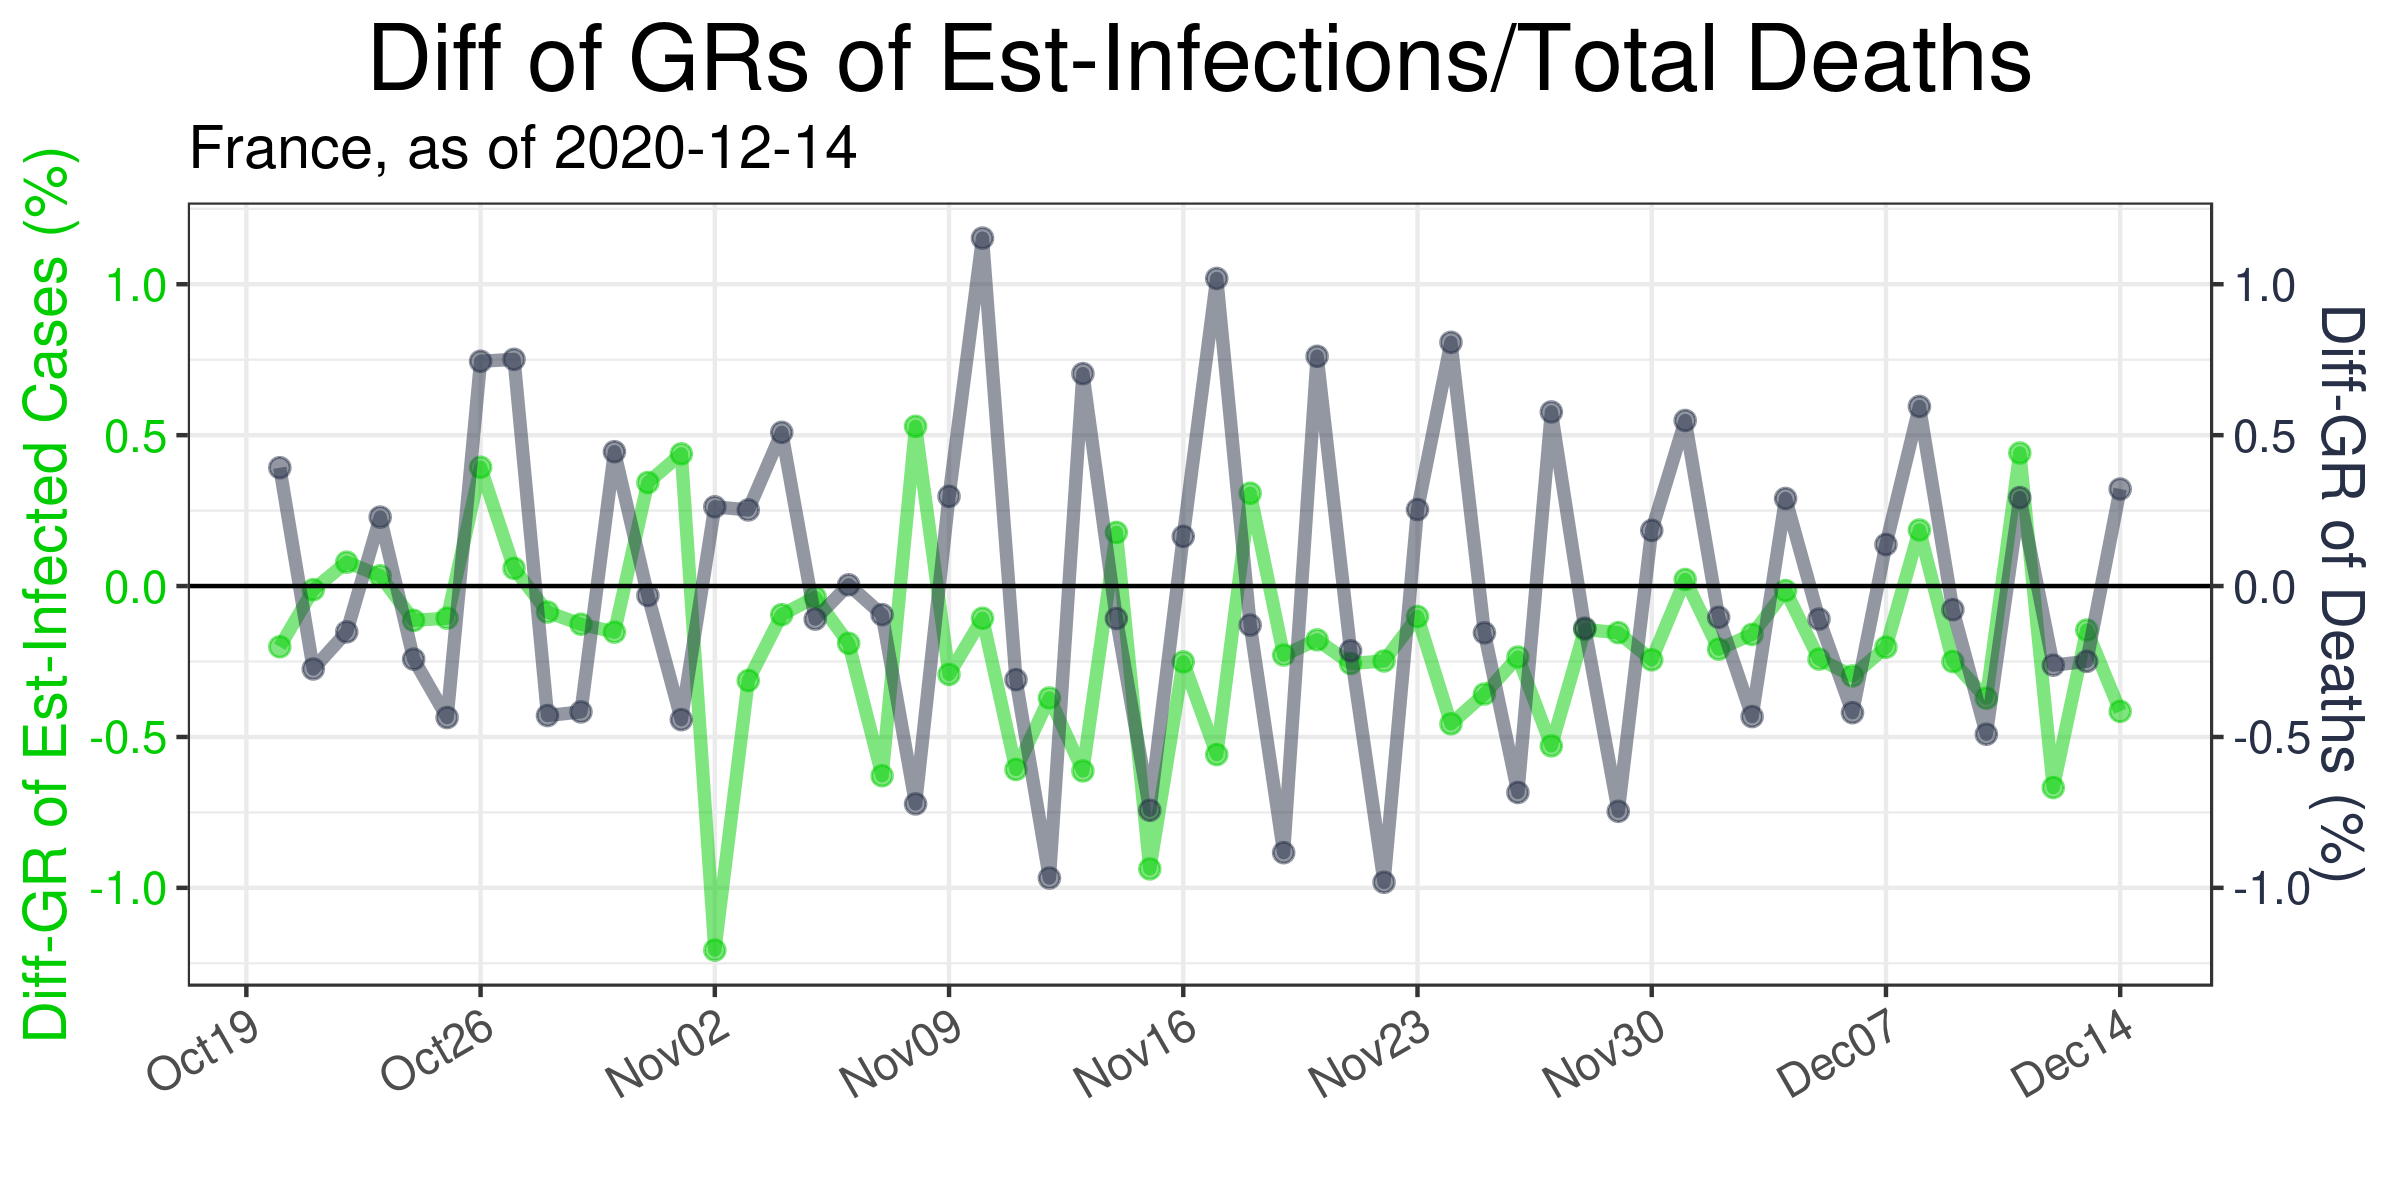 Diff of GRs of Est-Infections/Total Deaths
France, as of 2020-12-14
Diff-GR of Est-Infected Cases (%)
1.0
0.5
0.0
-0.5
-1.0
1.0
0.5
0.0
-0.5
-1.0
Diff-GR of Deaths (%)
Oct19
Oct26
Nov02
Nov09
Nov16
Nov23
Nov30
Dec07
Dec14